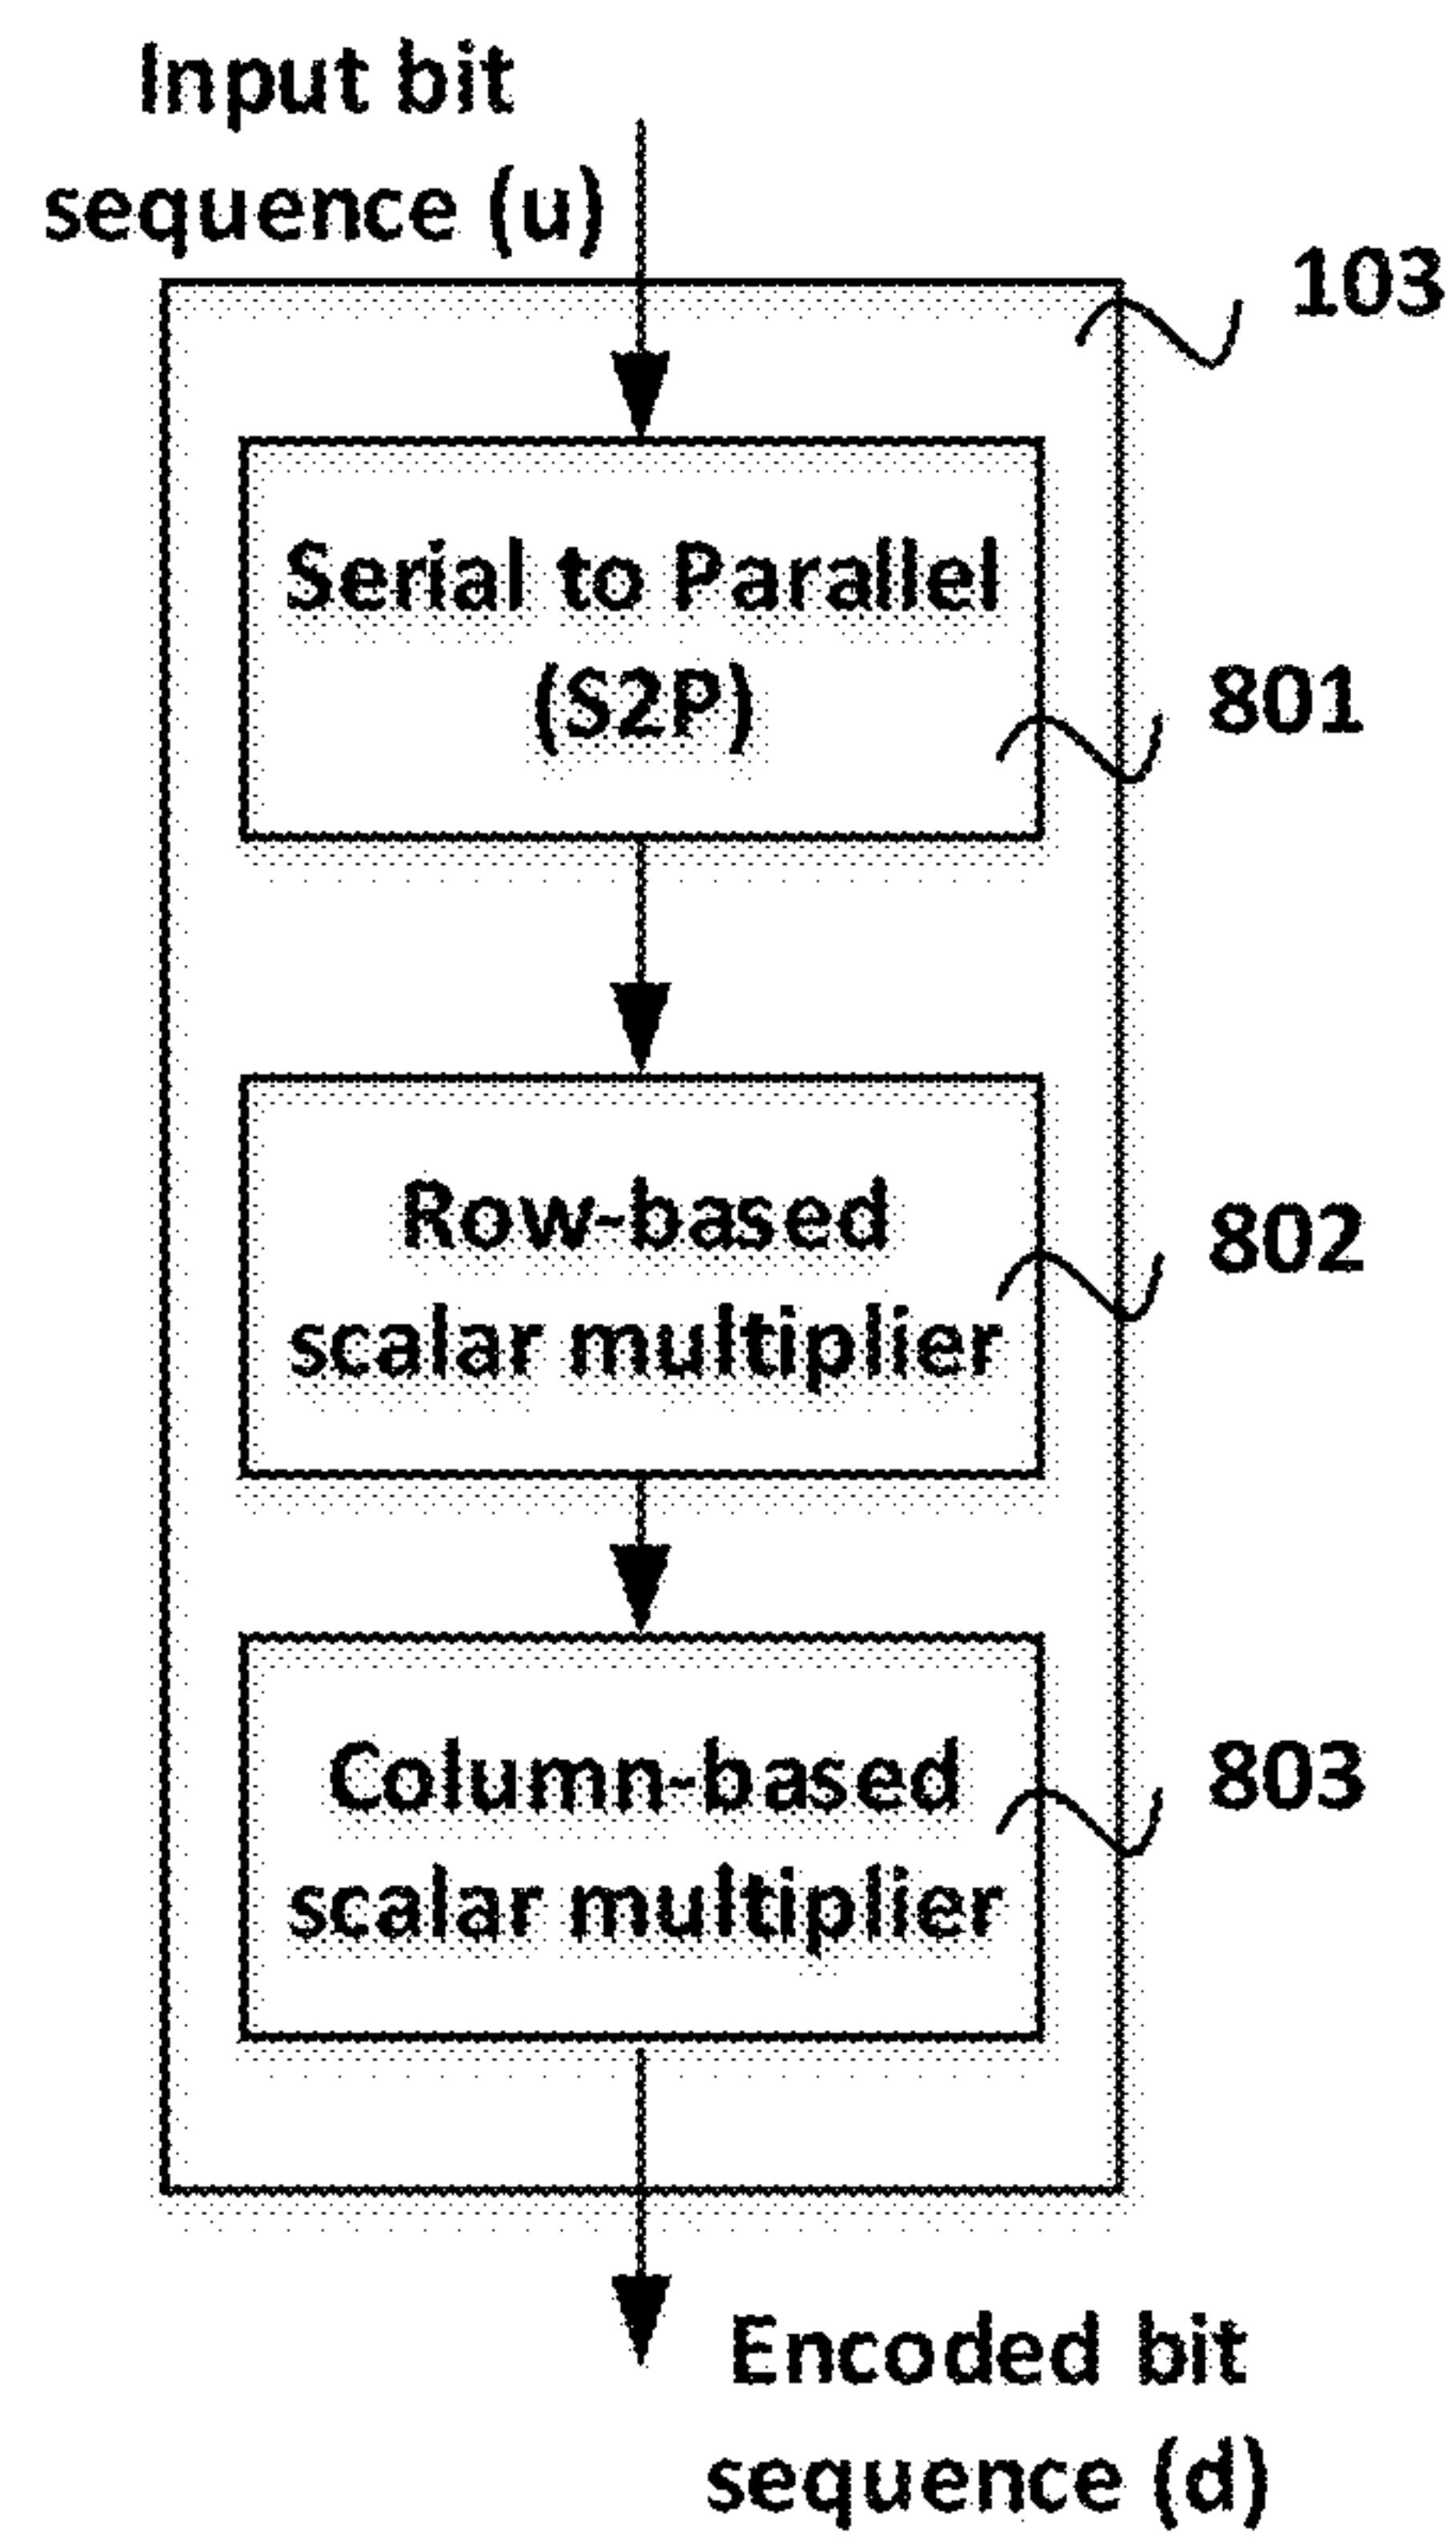 Input bit
sequence (u)
103
Serial to Parallel
(S2P)
801
Row-based
scalar multiplier
802
Column-based
scalar multiplier
803
Encoded bit
sequence (d)